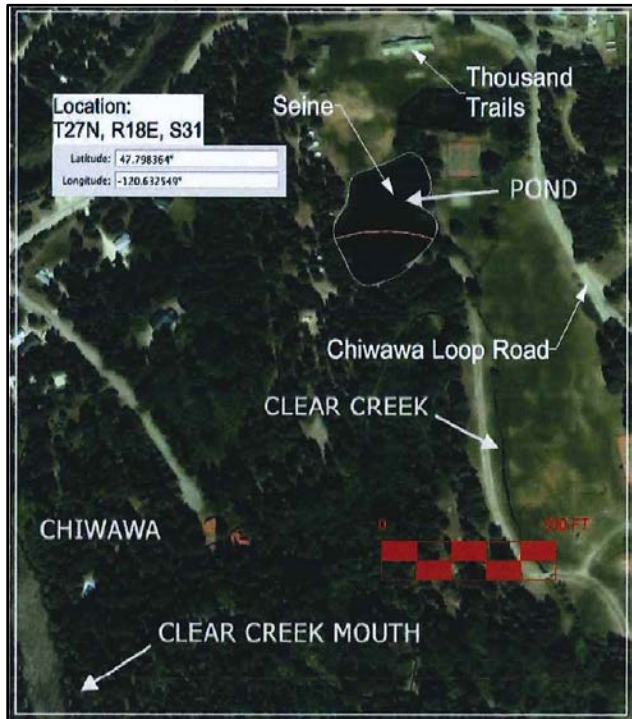 Location:
T27N, R18E, S31
Latitude: 47.798364°
Longitude: -120.632549°
Seine
Thousand
Trails
POND
Chiwawa Loop Road
CLEAR CREEK
0
FT
CHIWAWA
CLEAR CREEK MOUTH